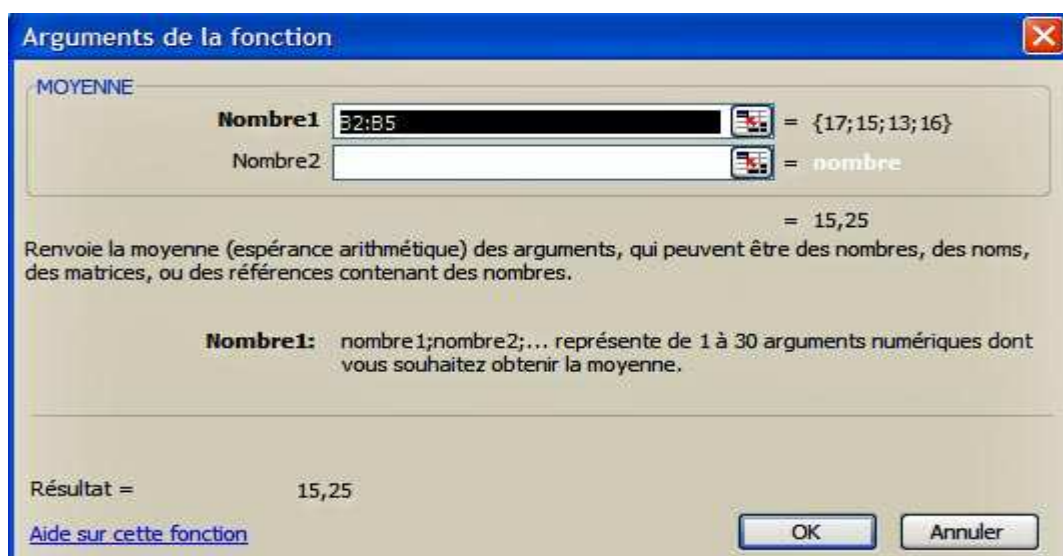 Arguments de la fonction
MOYENNE
Nombre1 B2:B5 = {17;15;13;16}
Nombre2 = nombre
= 15,25
Renvoie la moyenne (espérance arithmétique) des arguments, qui peuvent être des nombres, des noms,
des matrices, ou des références contenant des nombres.
Nombre1: nombre1;nombre2;... représente de 1 à 30 arguments numériques dont
vous souhaitez obtenir la moyenne.
Résultat = 15,25
Aide sur cette fonction OK Annuler